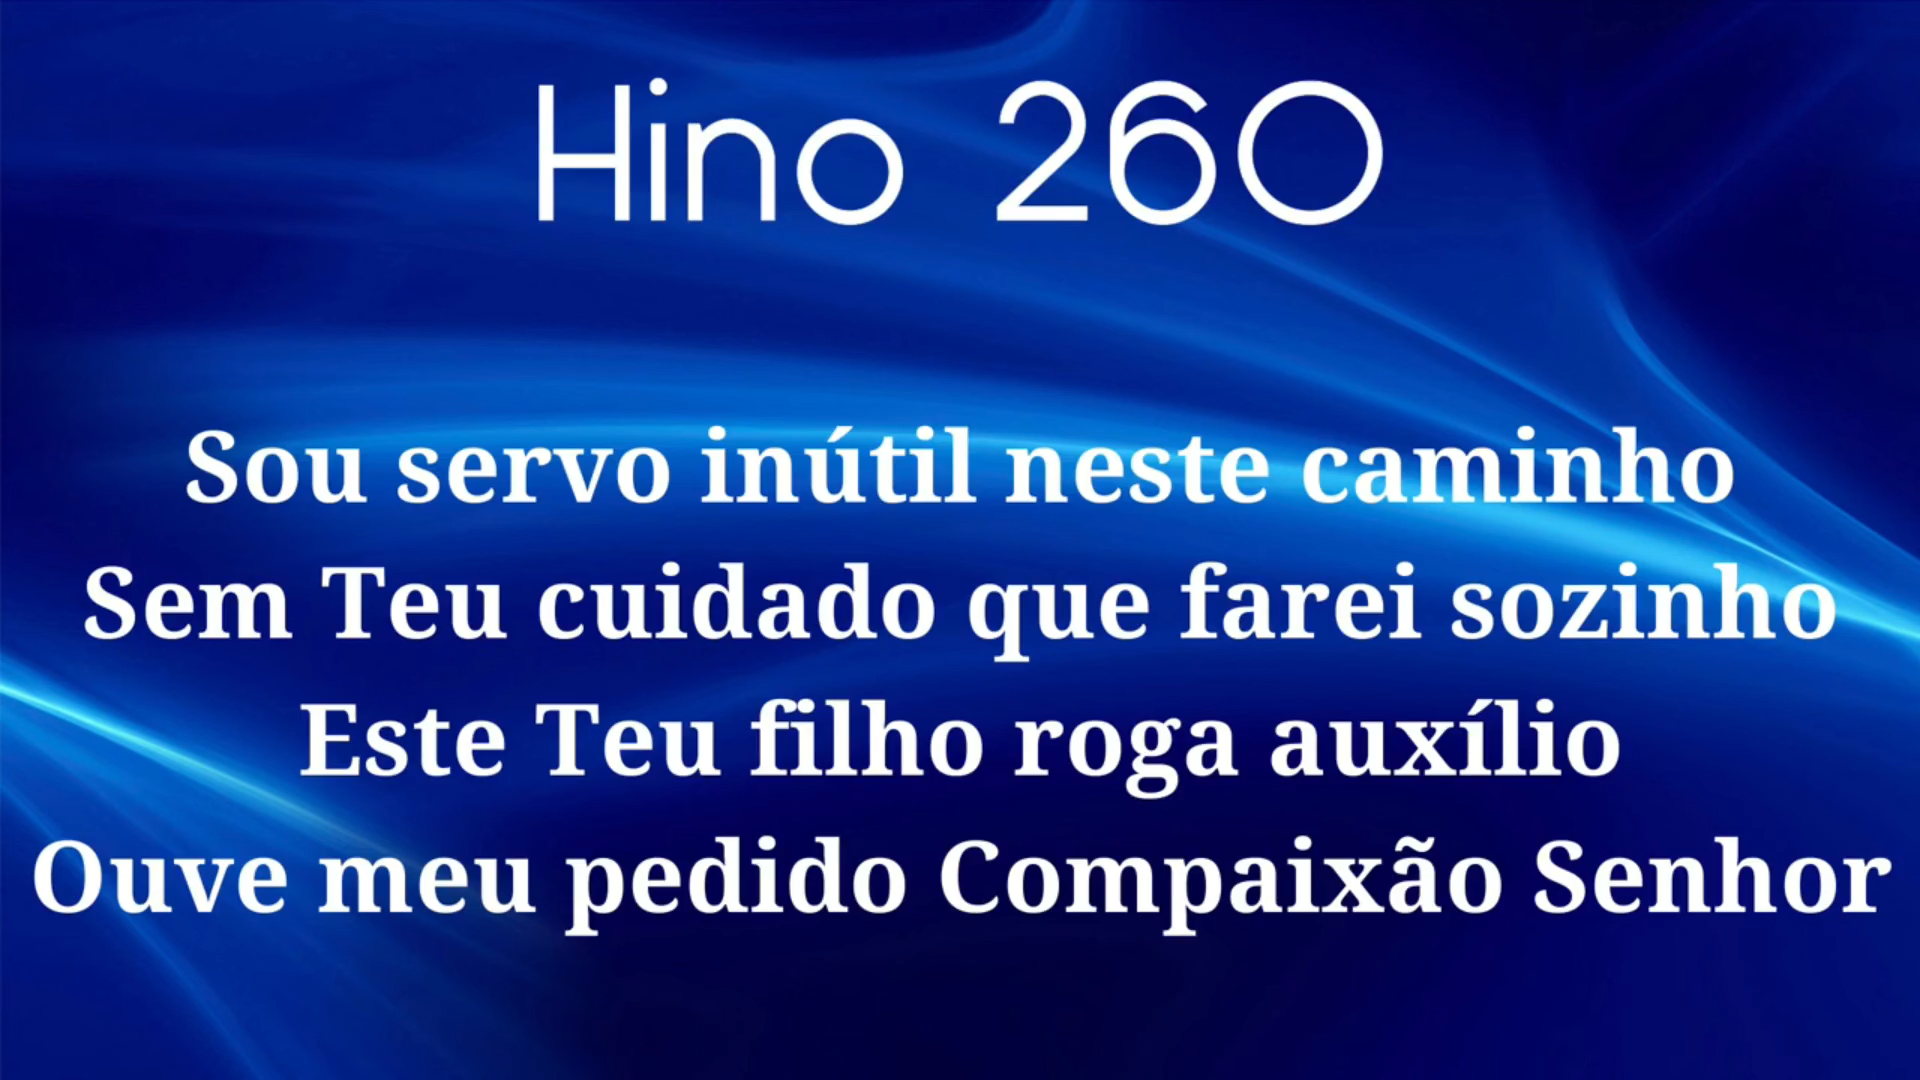 Hino 260
Sou servo inútil neste caminho
Sem Teu cuidado que farei sozinho
Este Teu filho roga auxílio
Ouve meu pedido Compaixão Senhor